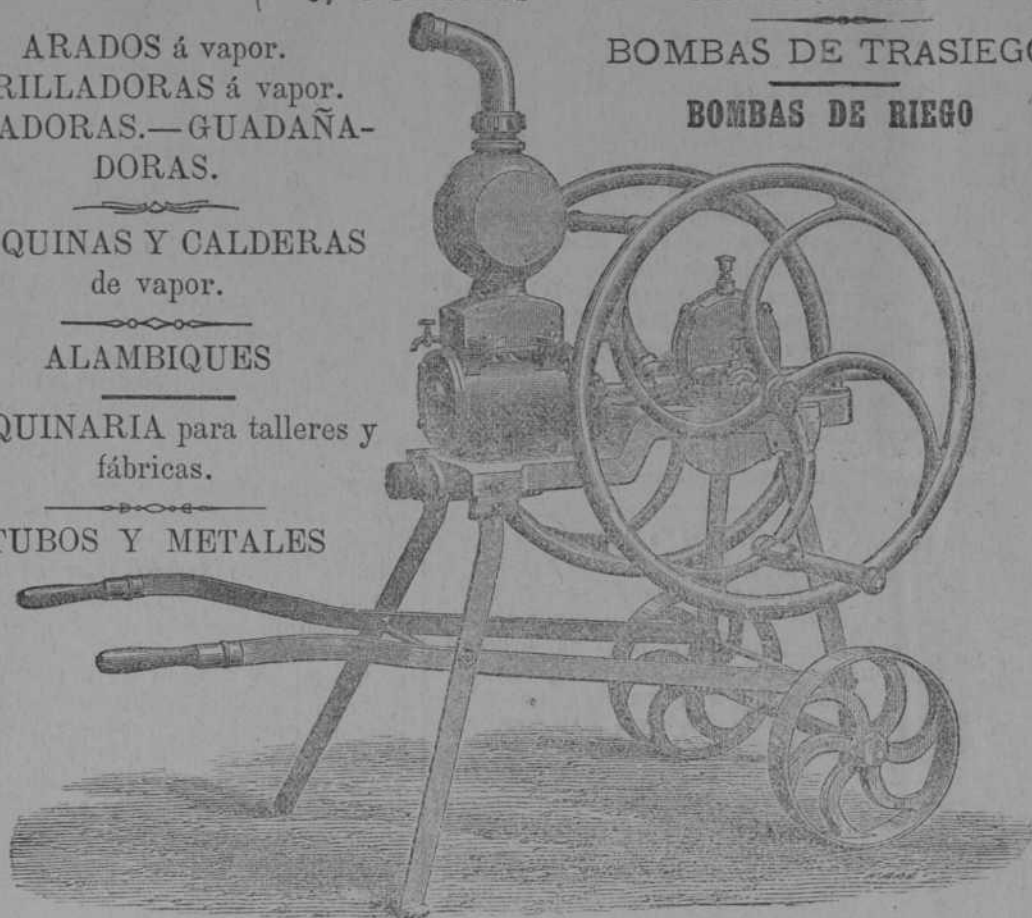 ARADOS á vapor.
RILLADORAS á vapor.
ADORAS.—GUADAÑA-
DORAS.
QUINAS Y CALDERAS
de vapor.
ALAMBIQUES
QUINARIA para talleres y
fábricas.
TUBOS Y METALES
BOMBAS DE TRASIEGO
BOMBAS DE RIEGO